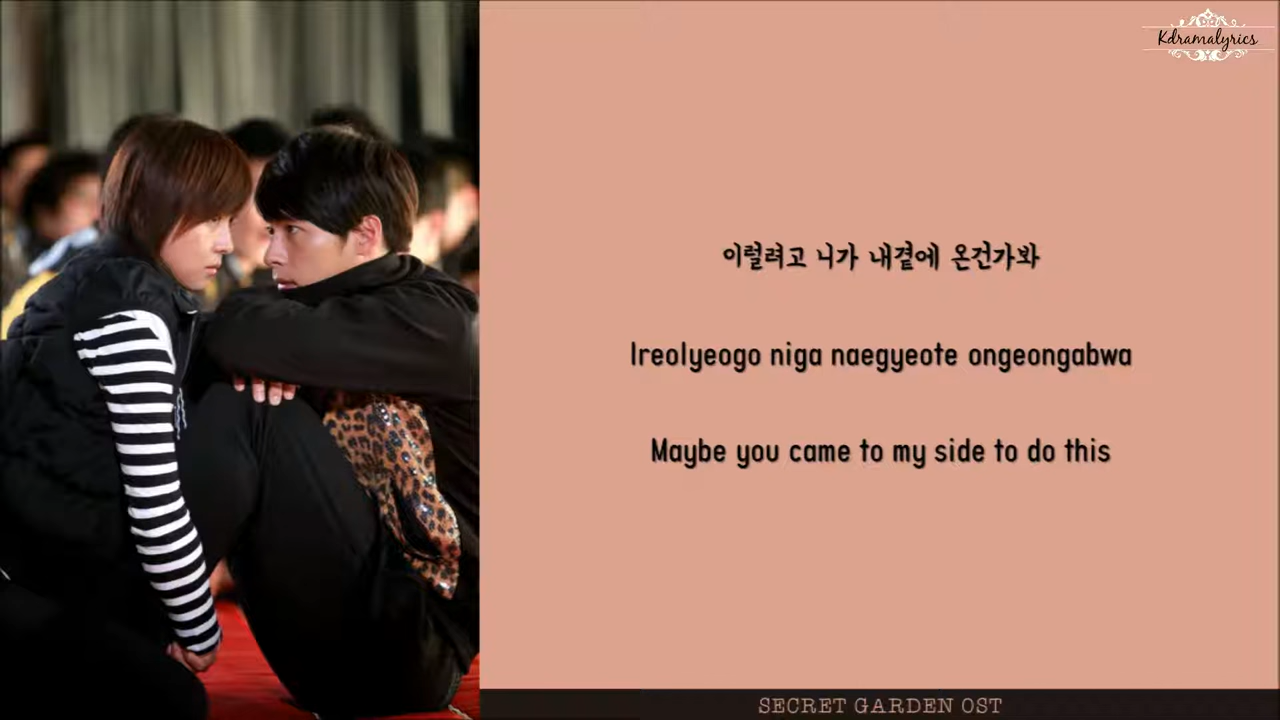 Kdramalyrics
이럴려고 니가 내곁에 온건가봐
Ireolyeogo niga naegyeote ongeongabwa
Maybe you came to my side to do this
SECRET GARDEN OST